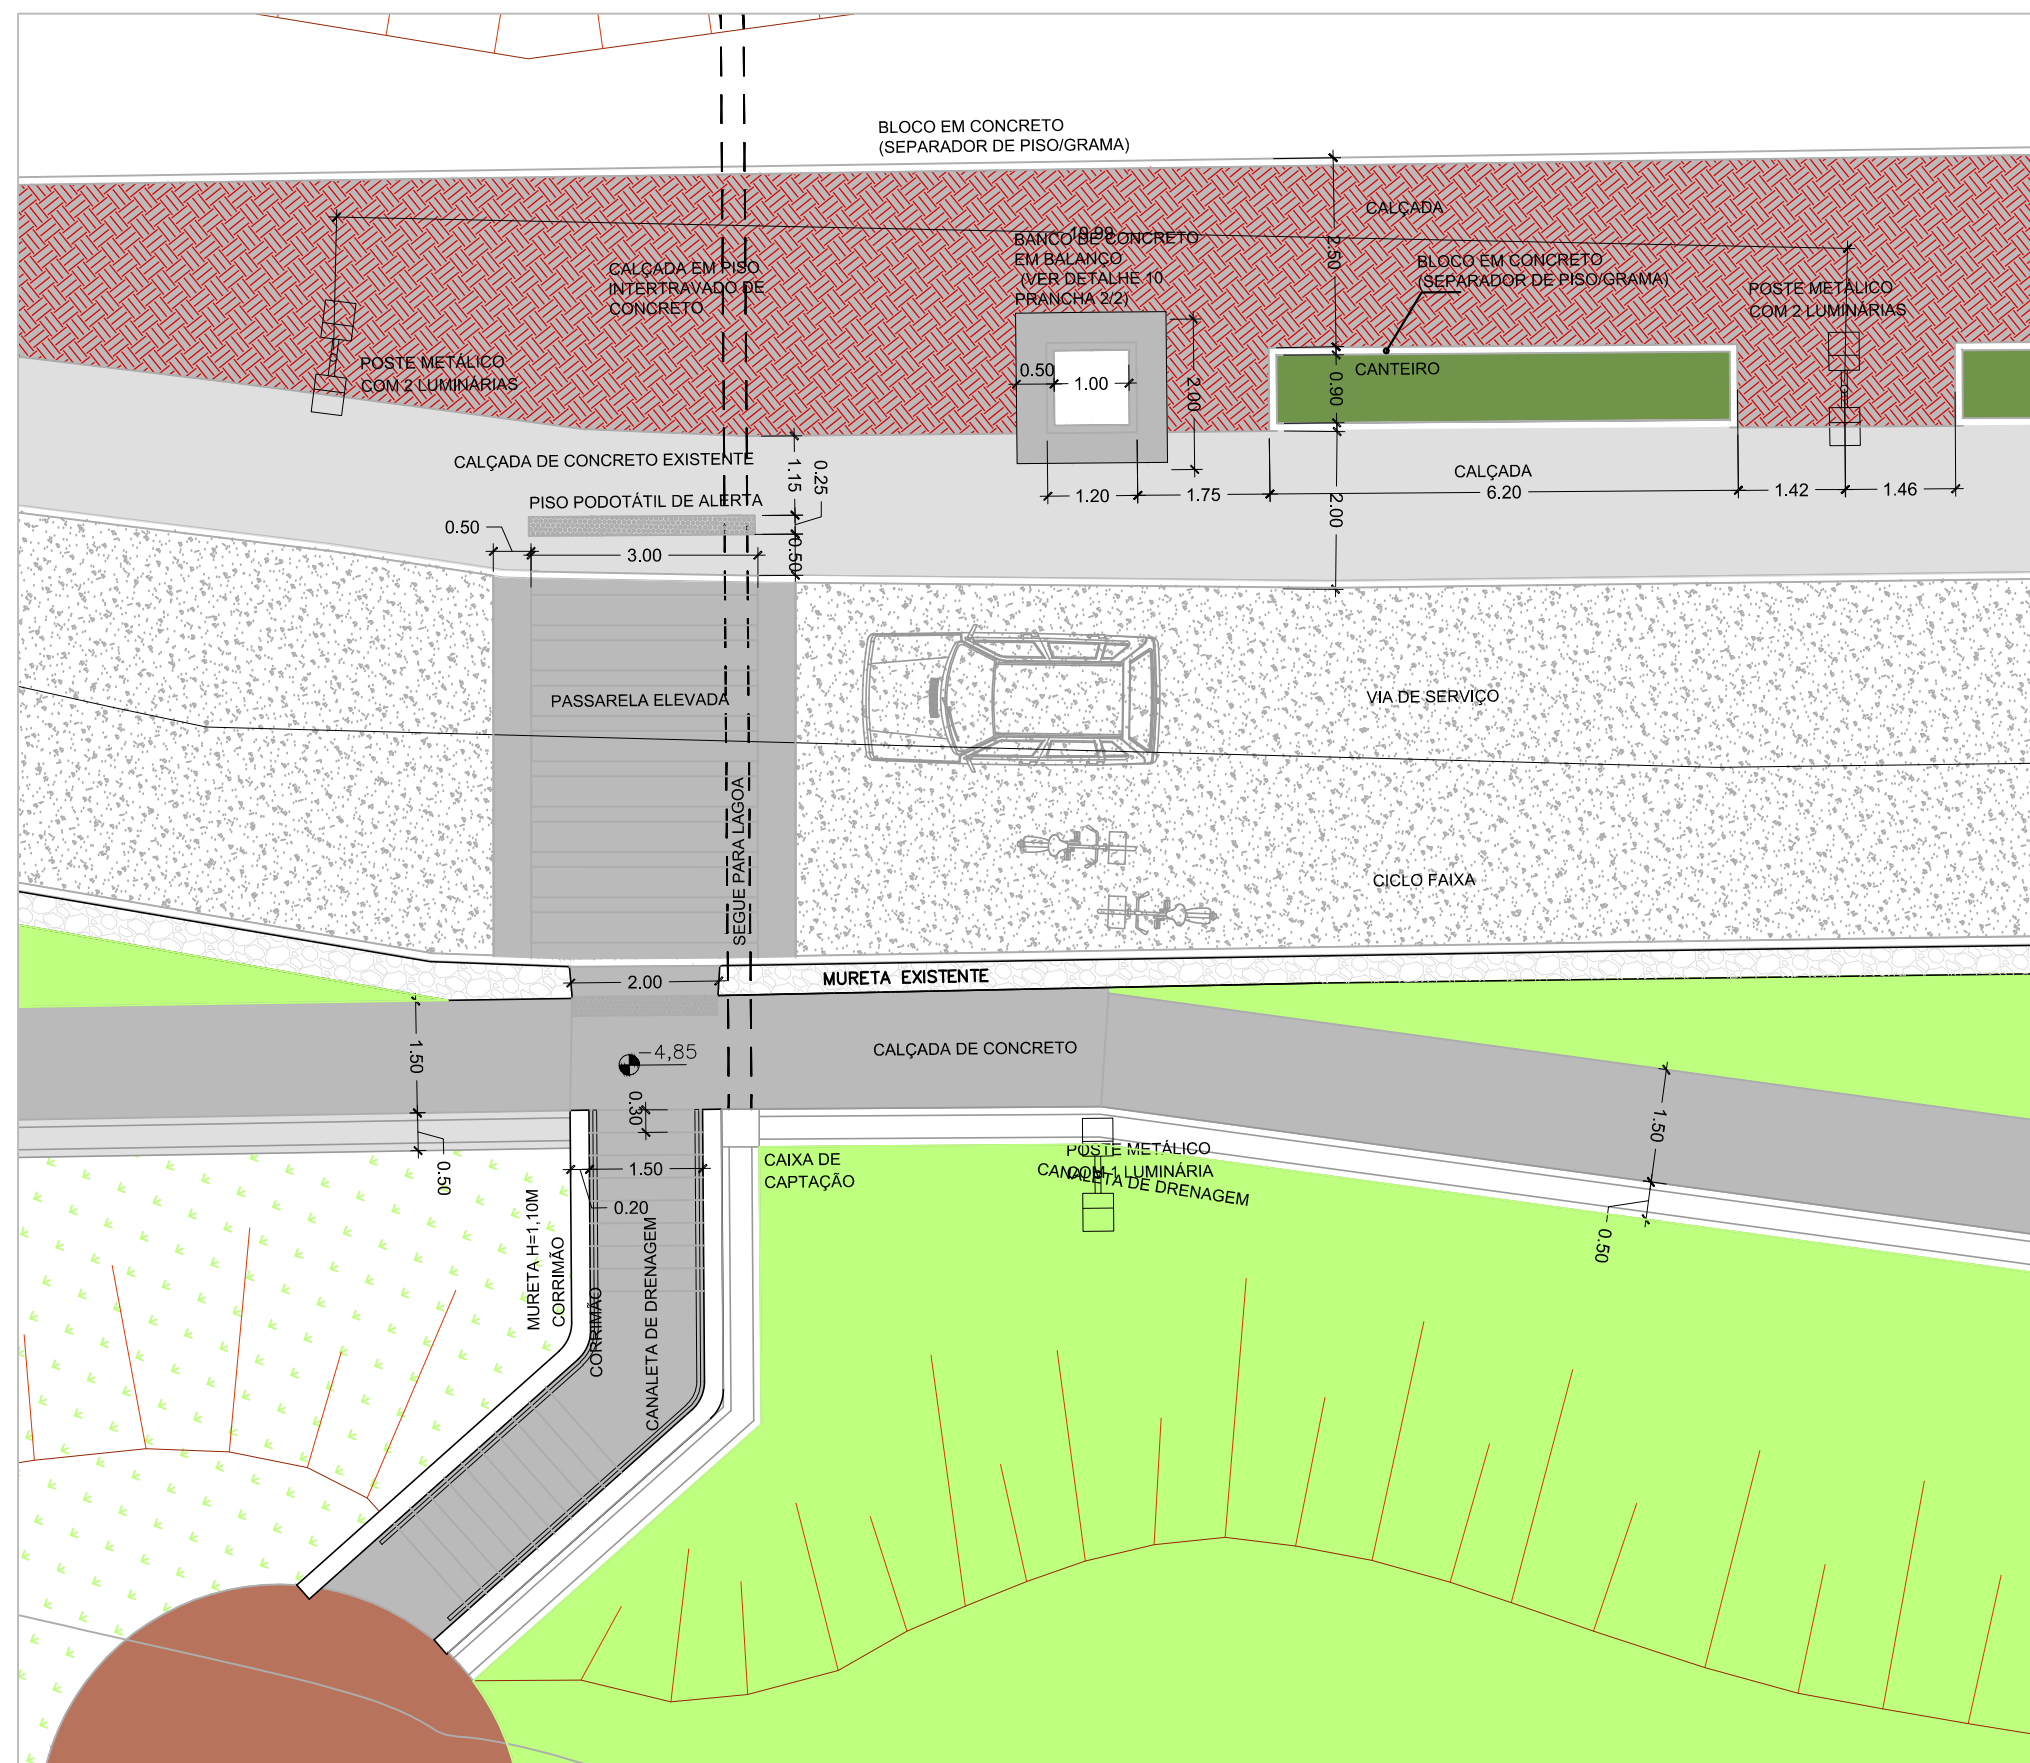 BLOCO EM CONCRETO
(SEPARADOR DE PISO/GRAMA)
CALÇADA
19.99
2.50
BANCO DE CONCRETO
EM BALANCO
(VER DETALHE 10
PRANCHA 2/2)
CALÇADA EM PISO
INTERTRAVADO DE
CONCRETO
BLOCO EM CONCRETO
(SEPARADOR DE PISO/GRAMA)
POSTE METÁLICO
COM 2 LUMINÁRIAS
POSTE METÁLICO
COM 2 LUMINÁRIAS
0.50
1.00
2.00
0.90
CANTEIRO
CALÇADA DE CONCRETO EXISTENTE
1.15
0.25
CALÇADA
6.20
1.20
1.75
1.42
1.46
2.00
PISO PODOTÁTIL DE ALERTA
0.50
3.00
0.50
PASSARELA ELEVADA
VIA DE SERVIÇO
SEGUE PARA LAGOA
CICLO FAIXA
2.00
MURETA EXISTENTE
1.50
-4,85
CALÇADA DE CONCRETO
0.30
1.50
0.50
1.50
0.20
0.50
CAIXA DE
CAPTAÇÃO
POSTE METÁLICO
COM 1 LUMINÁRIA
CANALETA DE DRENAGEM
MURETA H=1,10M
CORRIMÃO
CORRIMÃO
CANALETA DE DRENAGEM